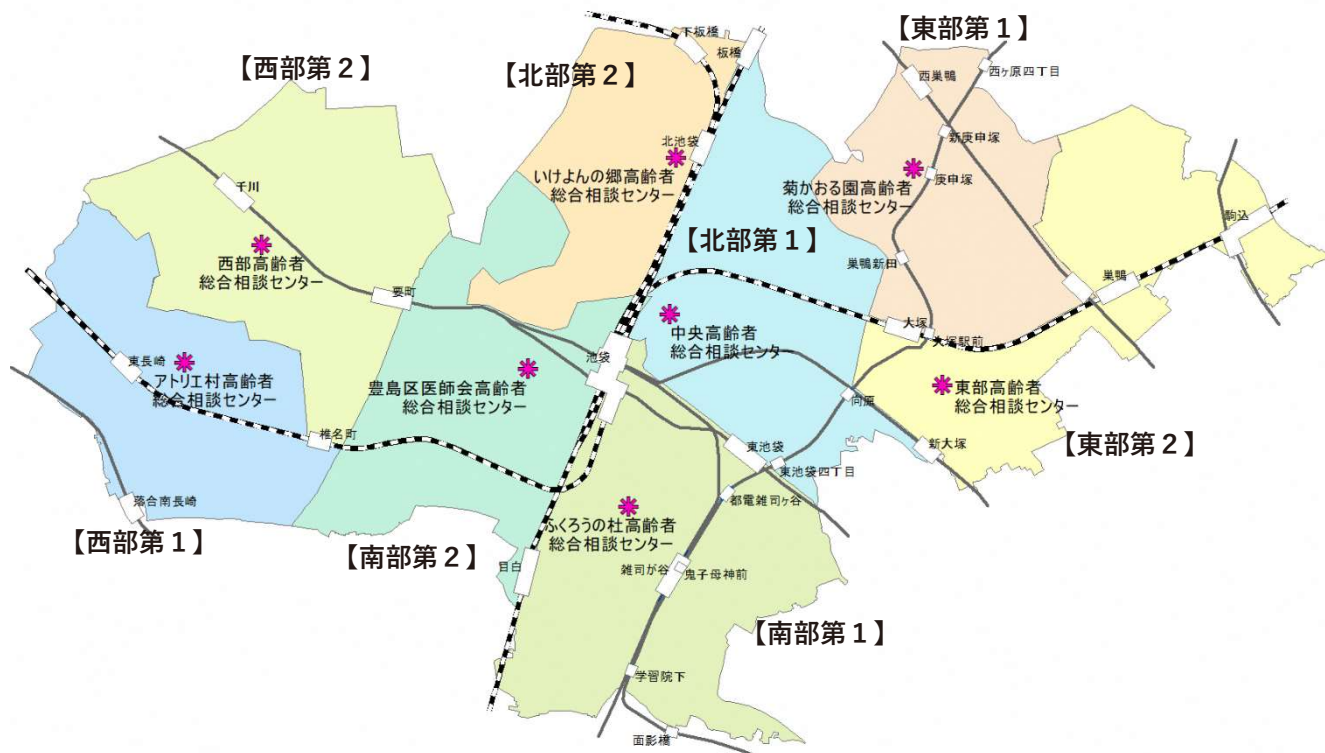 【東部第１】
下板橋
板橋
【西部第２】
【北部第２】
西巣鴨
西ヶ原四丁目
新庚申塚
北池袋
いけよんの郷高齢者
総合相談センター
菊かおる園高齢者
総合相談センター
庚申塚
千川
駒込
【北部第１】
西部高齢者
総合相談センター
巣鴨新田
巣鴨
要町
大塚
大塚駅前
中央高齢者
総合相談センター
池袋
東長崎
アトリエ村高齢者
総合相談センター
豊島区医師会高齢者
総合相談センター
東部高齢者
総合相談センター
向原
椎名町
東池袋
新大塚
【東部第２】
東池袋四丁目
落合南長崎
都電雑司ヶ谷
【西部第１】
ふくろうの杜高齢者
総合相談センター
【南部第２】
目白
雑司が谷
鬼子母神前
【南部第１】
学習院下
面影橋